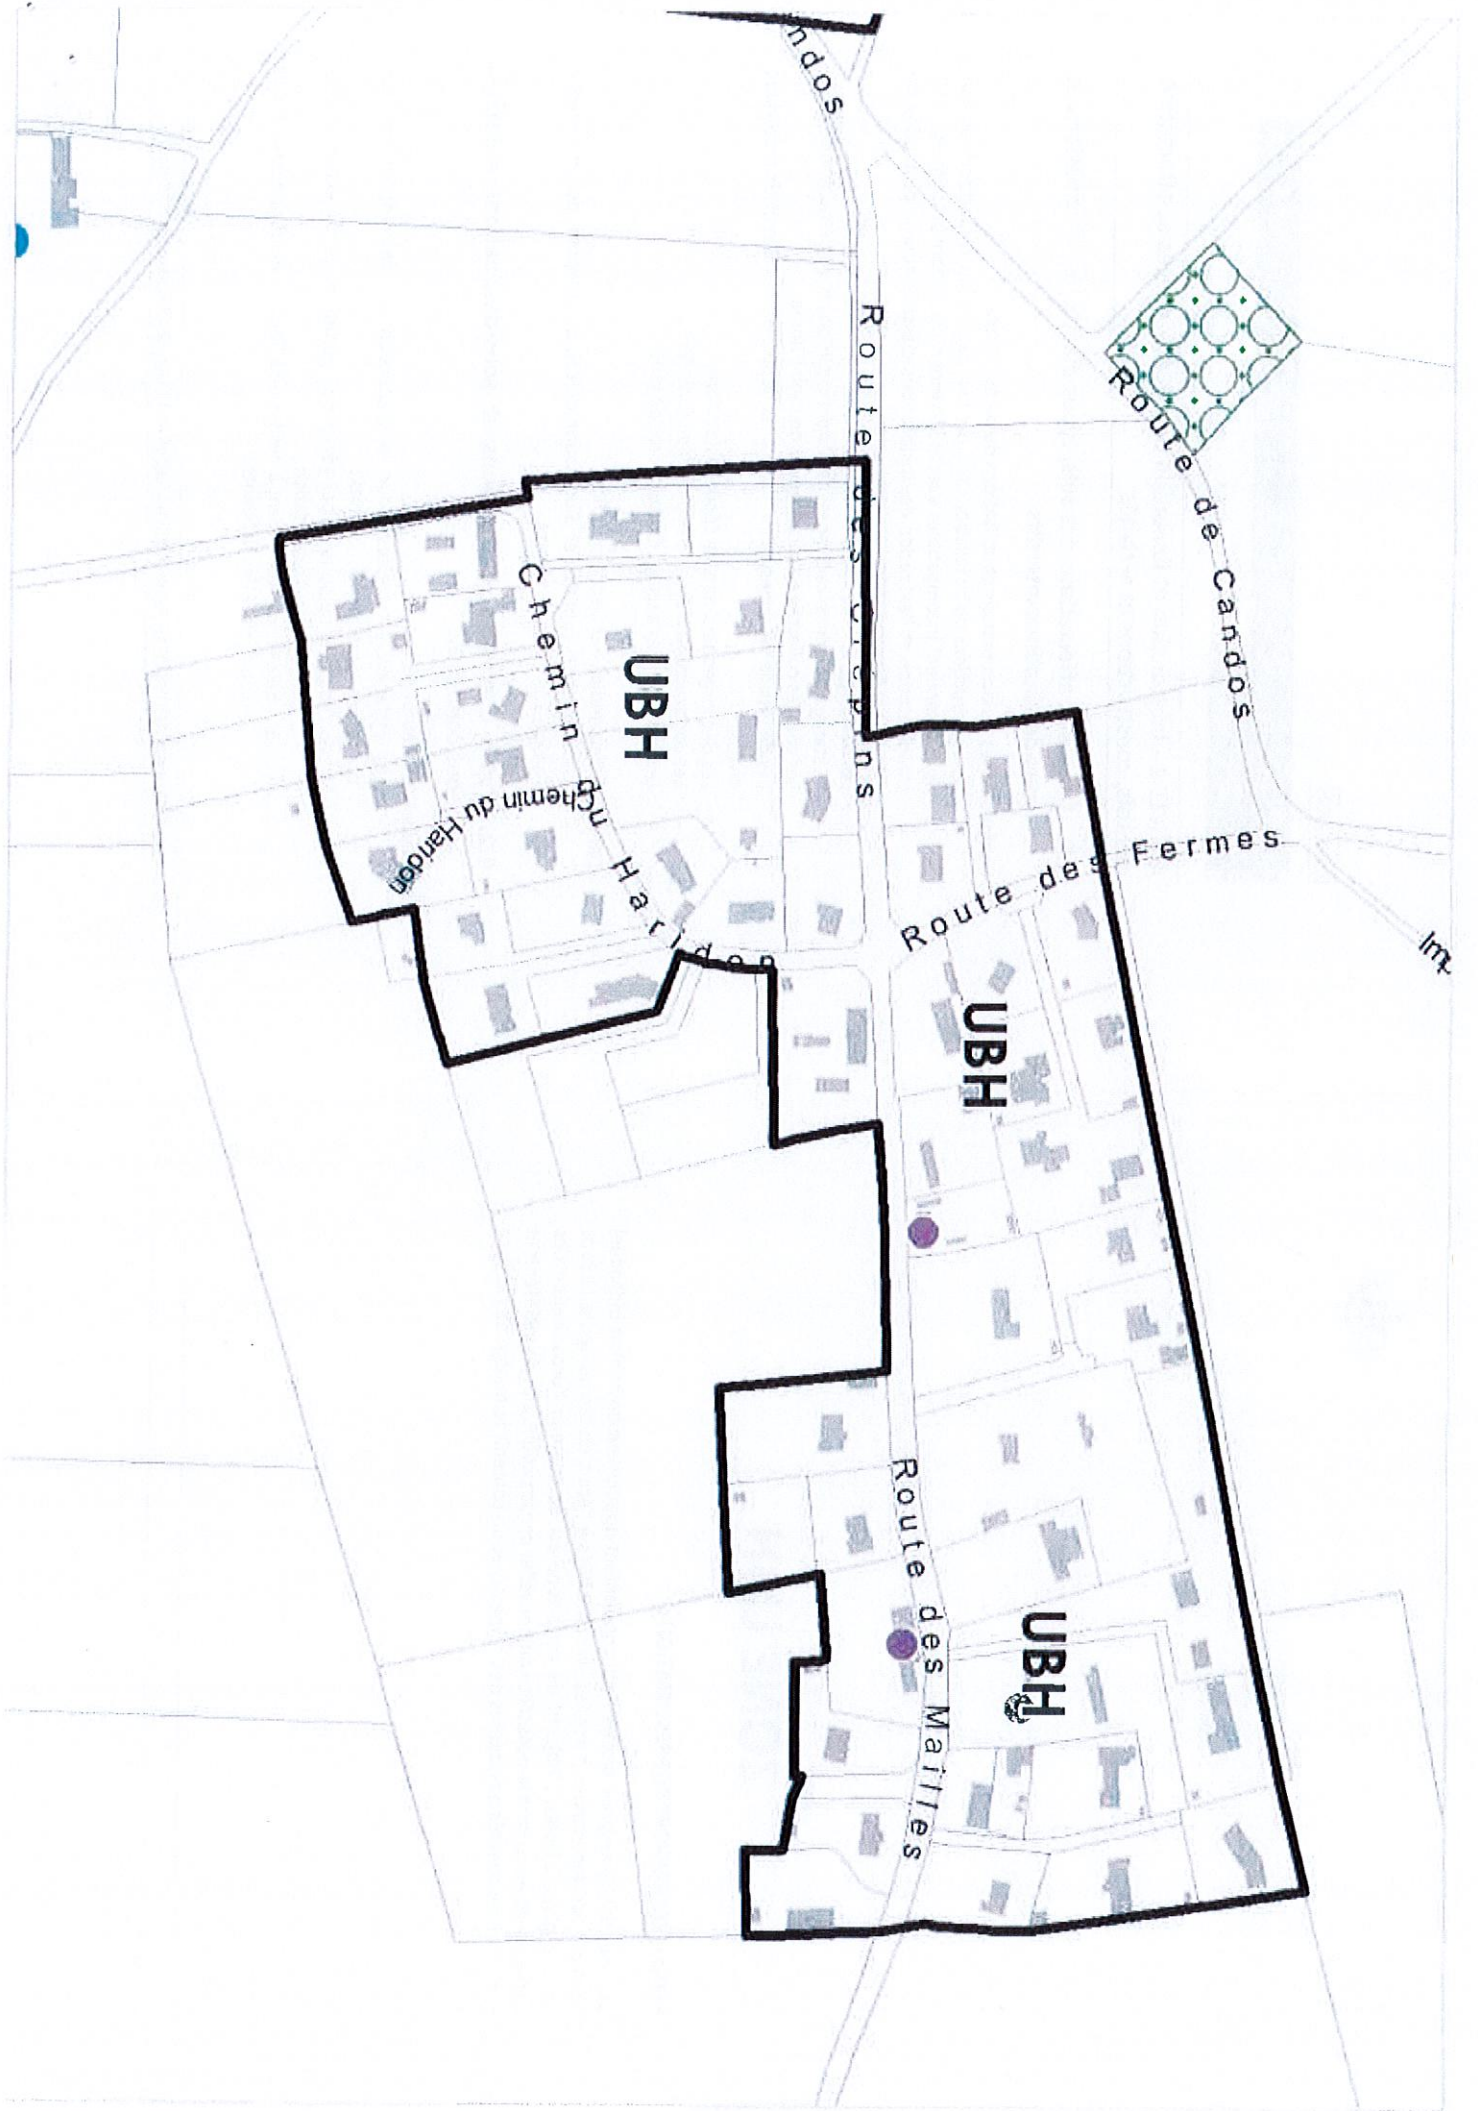 ndos
Route de Candos
Route des
ns
Chemin du Haridon
Chemin du Haridon
UBH
Route des Fermes
UBH
Route des Mailles
UBH